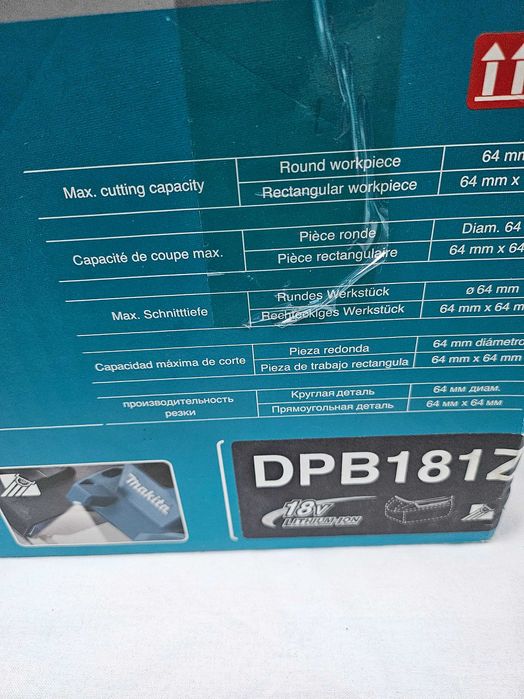 Max. cutting capacity
Round workpiece
64 mm
Rectangular workpiece
64 mm x
Capacité de coupe max.
Pièce ronde
Diam. 64
Pièce rectangulaire
64 mm x 64
Max. Schnitttiefe
Rundes Werkstück
ø 64 mm
Rechteckiges Werkstück
64 mm x 64 m
Capacidad máxima de corte
Pieza redonda
64 mm diámetro
Pieza de trabajo rectangula
64 mm x 64 mm
производительность
резки
Круглая деталь
64 мм диам.
Прямоугольная деталь
64 мм x 64 мм
makita
DPB181Z
18V
LITHIUM-ION